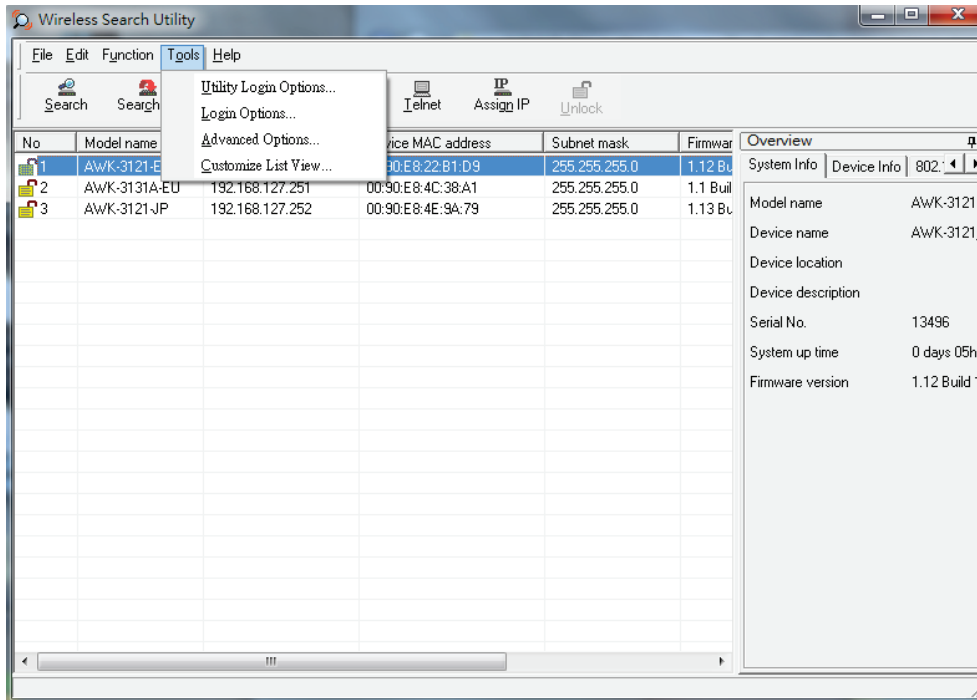 Wireless Search Utility
File Edit Function Tools Help
Search Search Telnet Assign IP Unlock
IP
Utility Login Options...
Login Options...
Advanced Options...
Customize List View...
No Model name vice MAC address Subnet mask Firmwar
1 AWK-3121-E 90:E8:22:B1:D9 255.255.255.0 1.12 Bu
2 AWK-3131A-EU 192.168.127.251 00:90:E8:4C:38:A1 255.255.255.0 1.1 Buil
3 AWK-3121-JP 192.168.127.252 00:90:E8:4E:9A:79 255.255.255.0 1.13 Bu
Overview
System Info Device Info 802.1
Model name AWK-3121
Device name AWK-3121_
Device location
Device description
Serial No. 13496
System up time 0 days 05h
Firmware version 1.12 Build 1